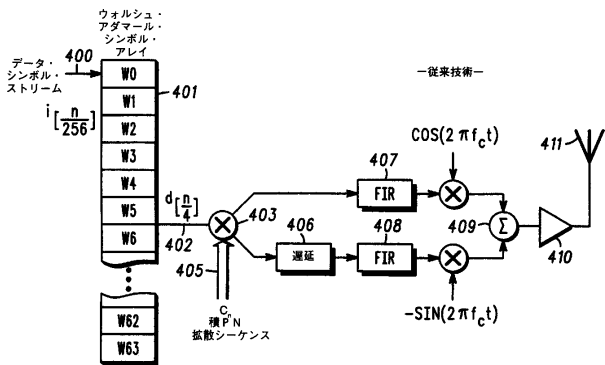 ウォルシュ・
アダマール・
シンボル・
アレイ
400
データ・
シンボル・
ストリーム
i[n/256]
401
W0
W1
W2
W3
W4
W5
W6
W62
W63
―従来技術―
d[n/4]
402
403
405
Cn
積PN
拡散シーケンス
406
遅延
407
FIR
408
FIR
COS(2πfct)
-SIN(2πfct)
409
Σ
410
411